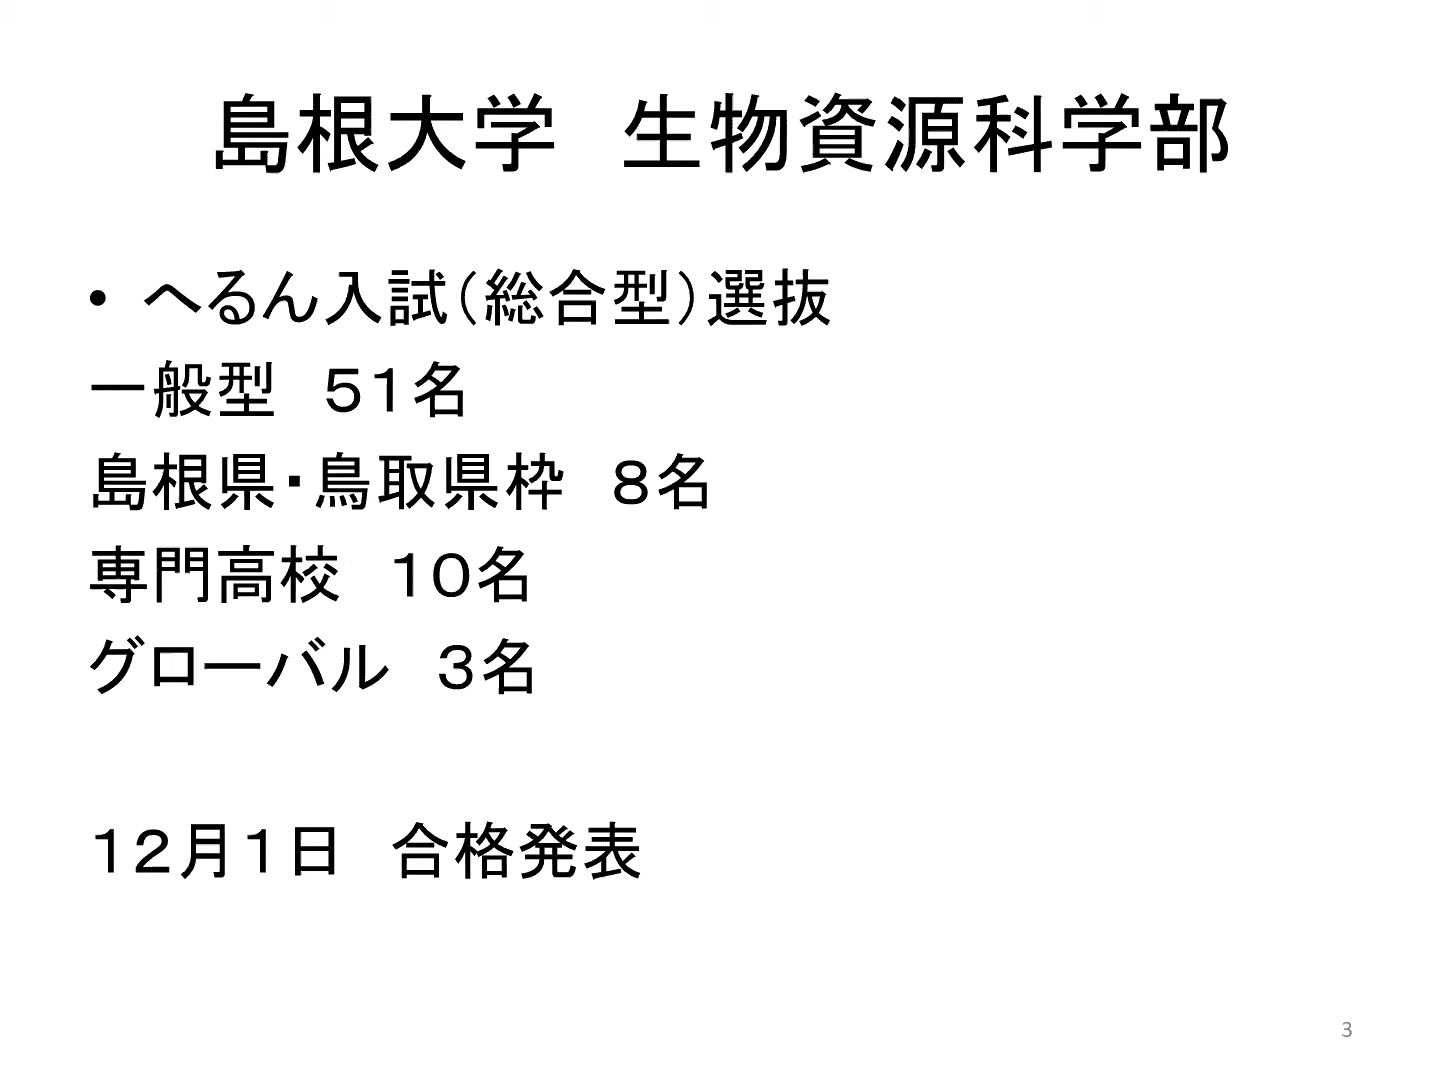 島根大学　生物資源科学部
• へるん入試（総合型）選抜
一般型　５１名
島根県・鳥取県枠　８名
専門高校　１０名
グローバル　３名
１２月１日　合格発表
3